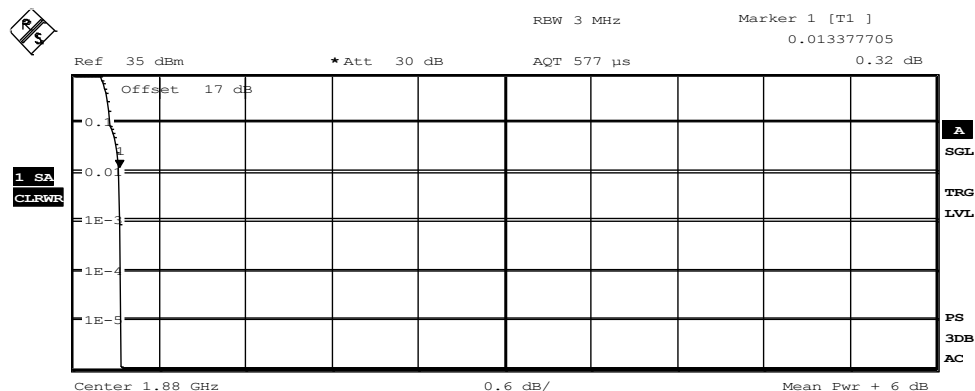 R
S
RBW 3 MHz
Marker 1 [T1 ]
0.013377705
Ref 35 dBm
*Att 30 dB
AQT 577 µs
0.32 dB
Offset 17 dB
0.1
A
1
SGL
0.01
1 SA
CLRWR
TRG
LVL
1E-3
1E-4
1E-5
PS
3DB
AC
Center 1.88 GHz
0.6 dB/
Mean Pwr + 6 dB